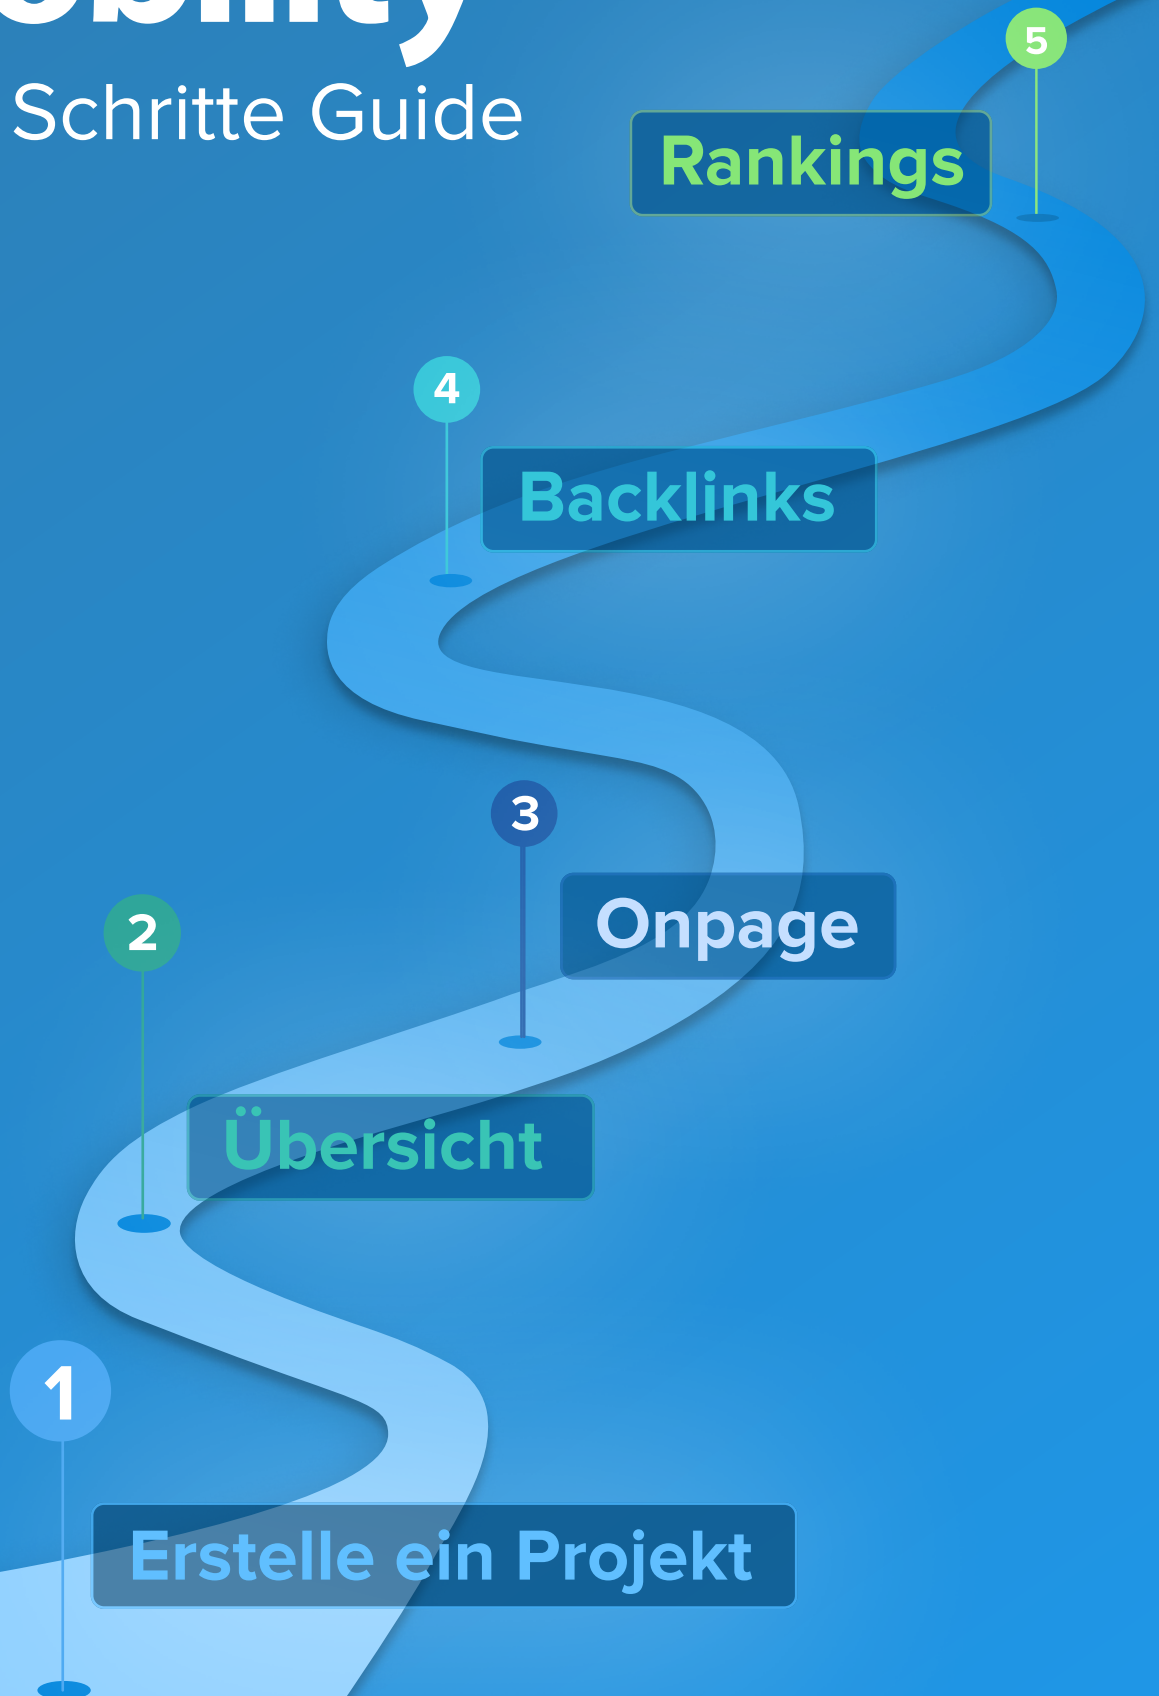 Schritte Guide
5
Rankings
4
Backlinks
3
Onpage
2
Übersicht
1
Erstelle ein Projekt